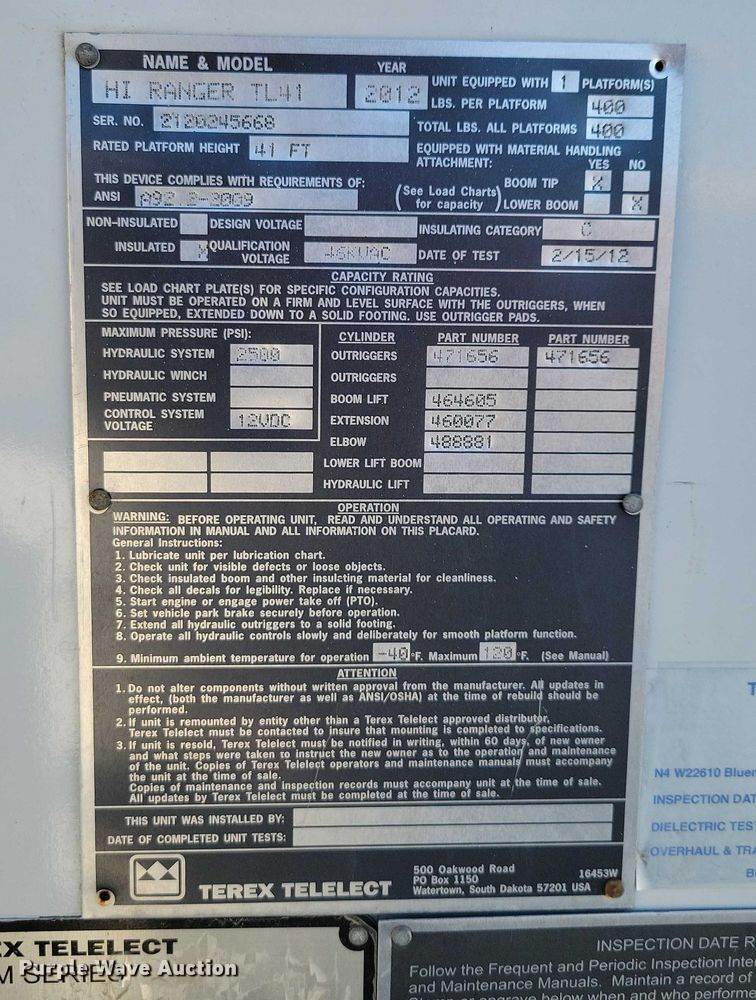 NAME & MODEL
YEAR
HI RANGER TL41
2012
UNIT EQUIPPED WITH 1 PLATFORM(S)
LBS. PER PLATFORM 400
SER. NO. 2120245668
TOTAL LBS. ALL PLATFORMS 400
RATED PLATFORM HEIGHT 41 FT
EQUIPPED WITH MATERIAL HANDLING
ATTACHMENT: YES NO
THIS DEVICE COMPLIES WITH REQUIREMENTS OF:
ANSI A92.2-2009
(See Load Charts for capacity)
BOOM TIP X
LOWER BOOM X
NON-INSULATED DESIGN VOLTAGE
INSULATING CATEGORY C
INSULATED X QUALIFICATION VOLTAGE 46KVAC
DATE OF TEST 2/15/12
CAPACITY RATING
SEE LOAD CHART PLATE(S) FOR SPECIFIC CONFIGURATION CAPACITIES.
UNIT MUST BE OPERATED ON A FIRM AND LEVEL SURFACE WITH THE OUTRIGGERS, WHEN
SO EQUIPPED, EXTENDED DOWN TO A SOLID FOOTING. USE OUTRIGGER PADS.
MAXIMUM PRESSURE (PSI):
HYDRAULIC SYSTEM 2500
HYDRAULIC WINCH
PNEUMATIC SYSTEM
CONTROL SYSTEM
VOLTAGE 12VDC
CYLINDER PART NUMBER PART NUMBER
OUTRIGGERS 471656 471656
OUTRIGGERS
BOOM LIFT 464605
EXTENSION 460077
ELBOW 488881
LOWER LIFT BOOM
HYDRAULIC LIFT
OPERATION
WARNING: BEFORE OPERATING UNIT, READ AND UNDERSTAND ALL OPERATING AND SAFETY
INFORMATION IN MANUAL AND ALL INFORMATION ON THIS PLACARD.
General Instructions:
1. Lubricate unit per lubrication chart.
2. Check unit for visible defects or loose objects.
3. Check insulated boom and other insulating material for cleanliness.
4. Check all decals for legibility. Replace if necessary.
5. Start engine or engage power take off (PTO).
6. Set vehicle park brake securely before operation.
7. Extend all hydraulic outriggers to a solid footing.
8. Operate all hydraulic controls slowly and deliberately for smooth platform function.
9. Minimum ambient temperature for operation -40 °F. Maximum 120 °F. (See Manual)
ATTENTION
1. Do not alter components without written approval from the manufacturer. All updates in
effect, (both the manufacturer as well as ANSI/OSHA) at the time of rebuild should be
performed.
2. If unit is remounted by entity other than a Terex Telelect approved distributor,
Terex Telelect must be contacted to insure that mounting is completed to specifications.
3. If unit is resold, Terex Telelect must be notified in writing, within 60 days, of new owner
and what steps were taken to instruct the new owner as to the operation and maintenance
of the unit. Copies of Terex Telelect operators and maintenance manuals must accompany
the unit at the time of sale.
Copies of maintenance and inspection records must accompany unit at the time of sale.
All updates by Terex Telelect must be completed at the time of sale.
THIS UNIT WAS INSTALLED BY:
DATE OF COMPLETED UNIT TESTS:
TEREX TELELECT
500 Oakwood Road
PO Box 1150
Watertown, South Dakota 57201 USA
16453W
N4 W22610 Bluem
INSPECTION DAT
DIELECTRIC TES
OVERHAUL & TRA
EX TELELECT
M SERIES
Purple Wave Auction
INSPECTION DATE R
Follow the Frequent and Periodic Inspection Inter
and Maintenance Manuals. Maintain a record of
Stamp or engrave below when and who performe